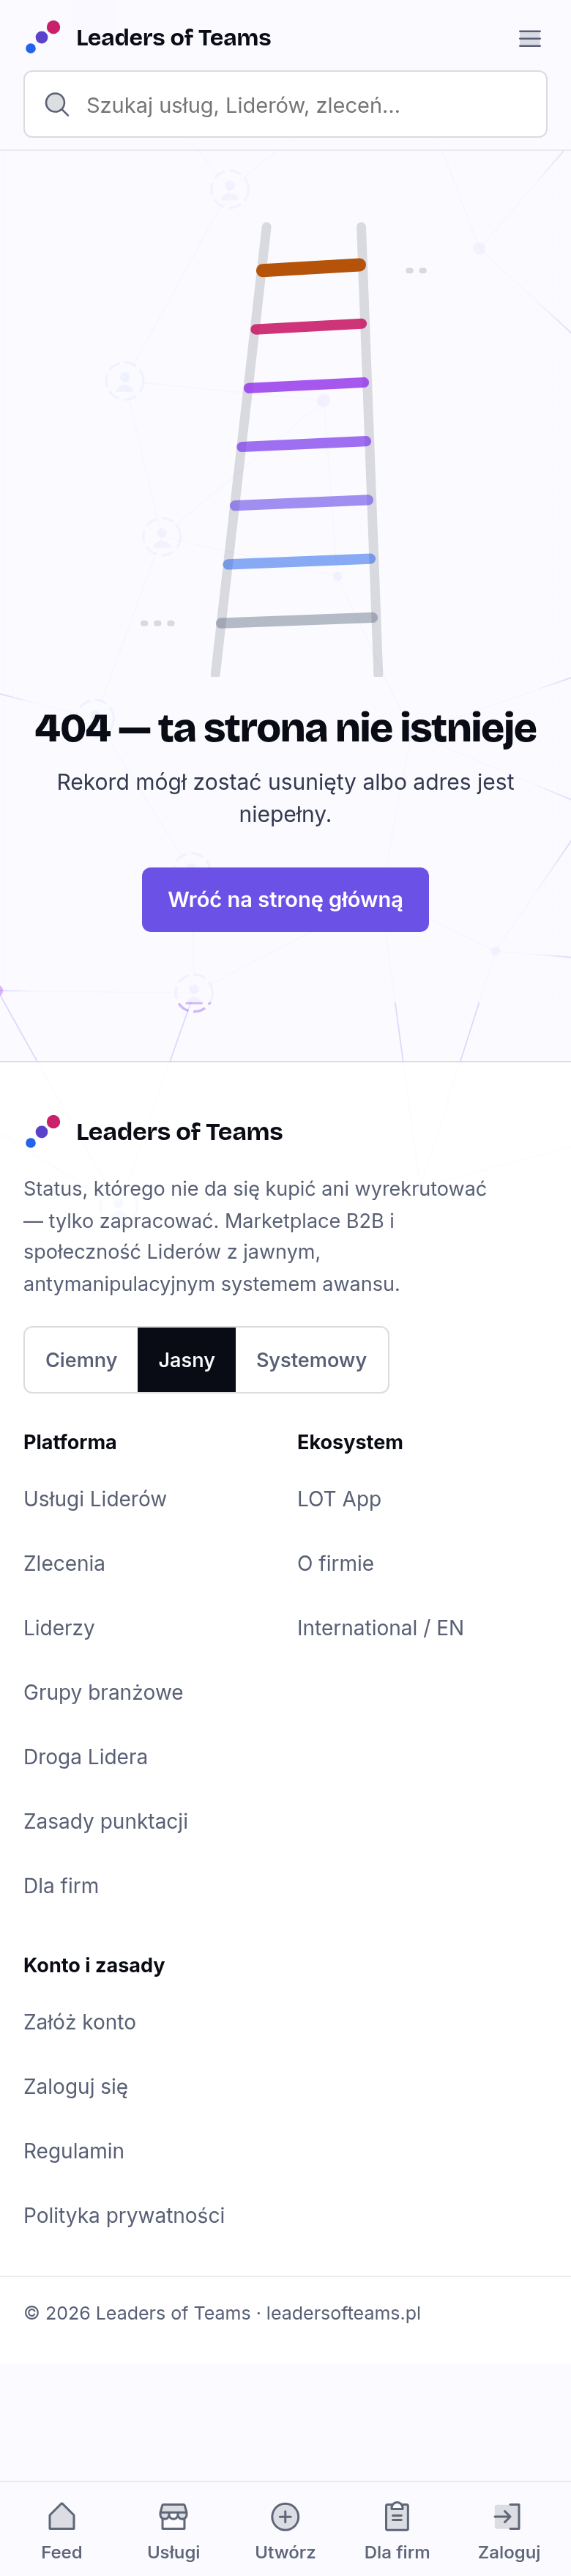 Leaders of Teams
Szukaj usług, Liderów, zleceń...
404 — ta strona nie istnieje
Rekord mógł zostać usunięty albo adres jest
niepełny.
Wróć na stronę główną
Leaders of Teams
Status, którego nie da się kupić ani wyrekrutować
— tylko zapracować. Marketplace B2B i
społeczność Liderów z jawnym,
antymanipulacyjnym systemem awansu.
Ciemny Jasny Systemowy
Platforma
Usługi Liderów
Zlecenia
Liderzy
Grupy branżowe
Droga Lidera
Zasady punktacji
Dla firm
Ekosystem
LOT App
O firmie
International / EN
Konto i zasady
Załóż konto
Zaloguj się
Regulamin
Polityka prywatności
© 2026 Leaders of Teams · leadersofteams.pl
Feed Usługi Utwórz Dla firm Zaloguj